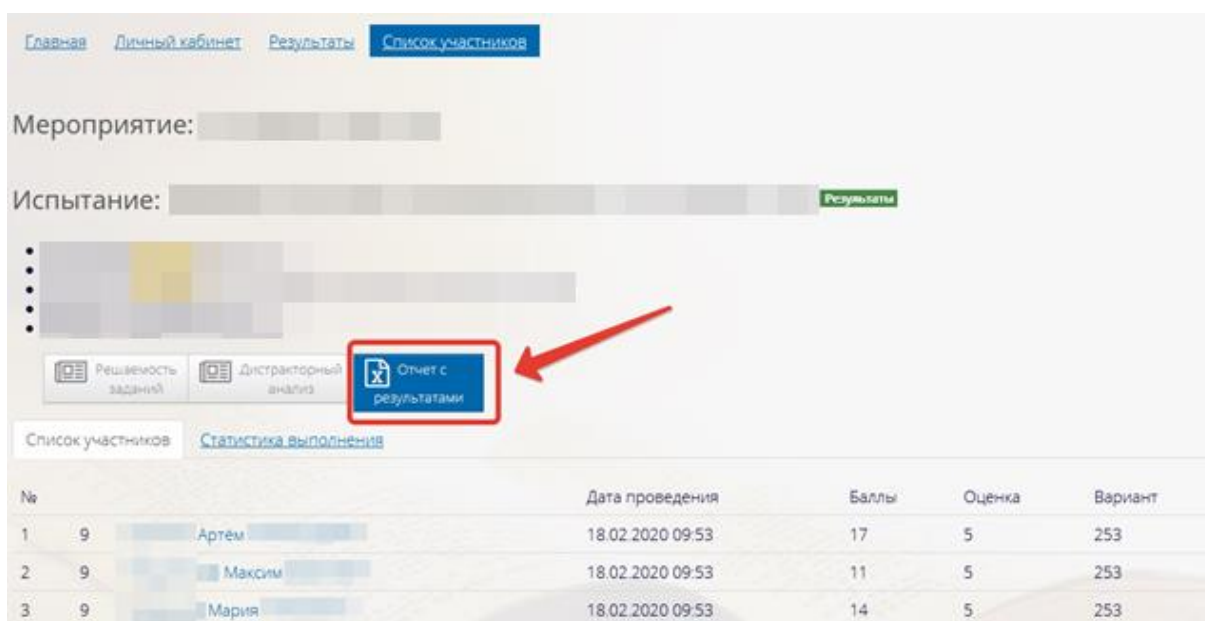 Главная Личный кабинет Результаты Список участников
Мероприятие:
Испытание: Результаты
Решаемость заданий Дистракторный анализ Отчет с результатами
Список участников Статистика выполнения
№ Дата проведения Баллы Оценка Вариант
1 9 Артём 18.02.2020 09:53 17 5 253
2 9 Максим 18.02.2020 09:53 11 5 253
3 9 Мария 18.02.2020 09:53 14 5 253